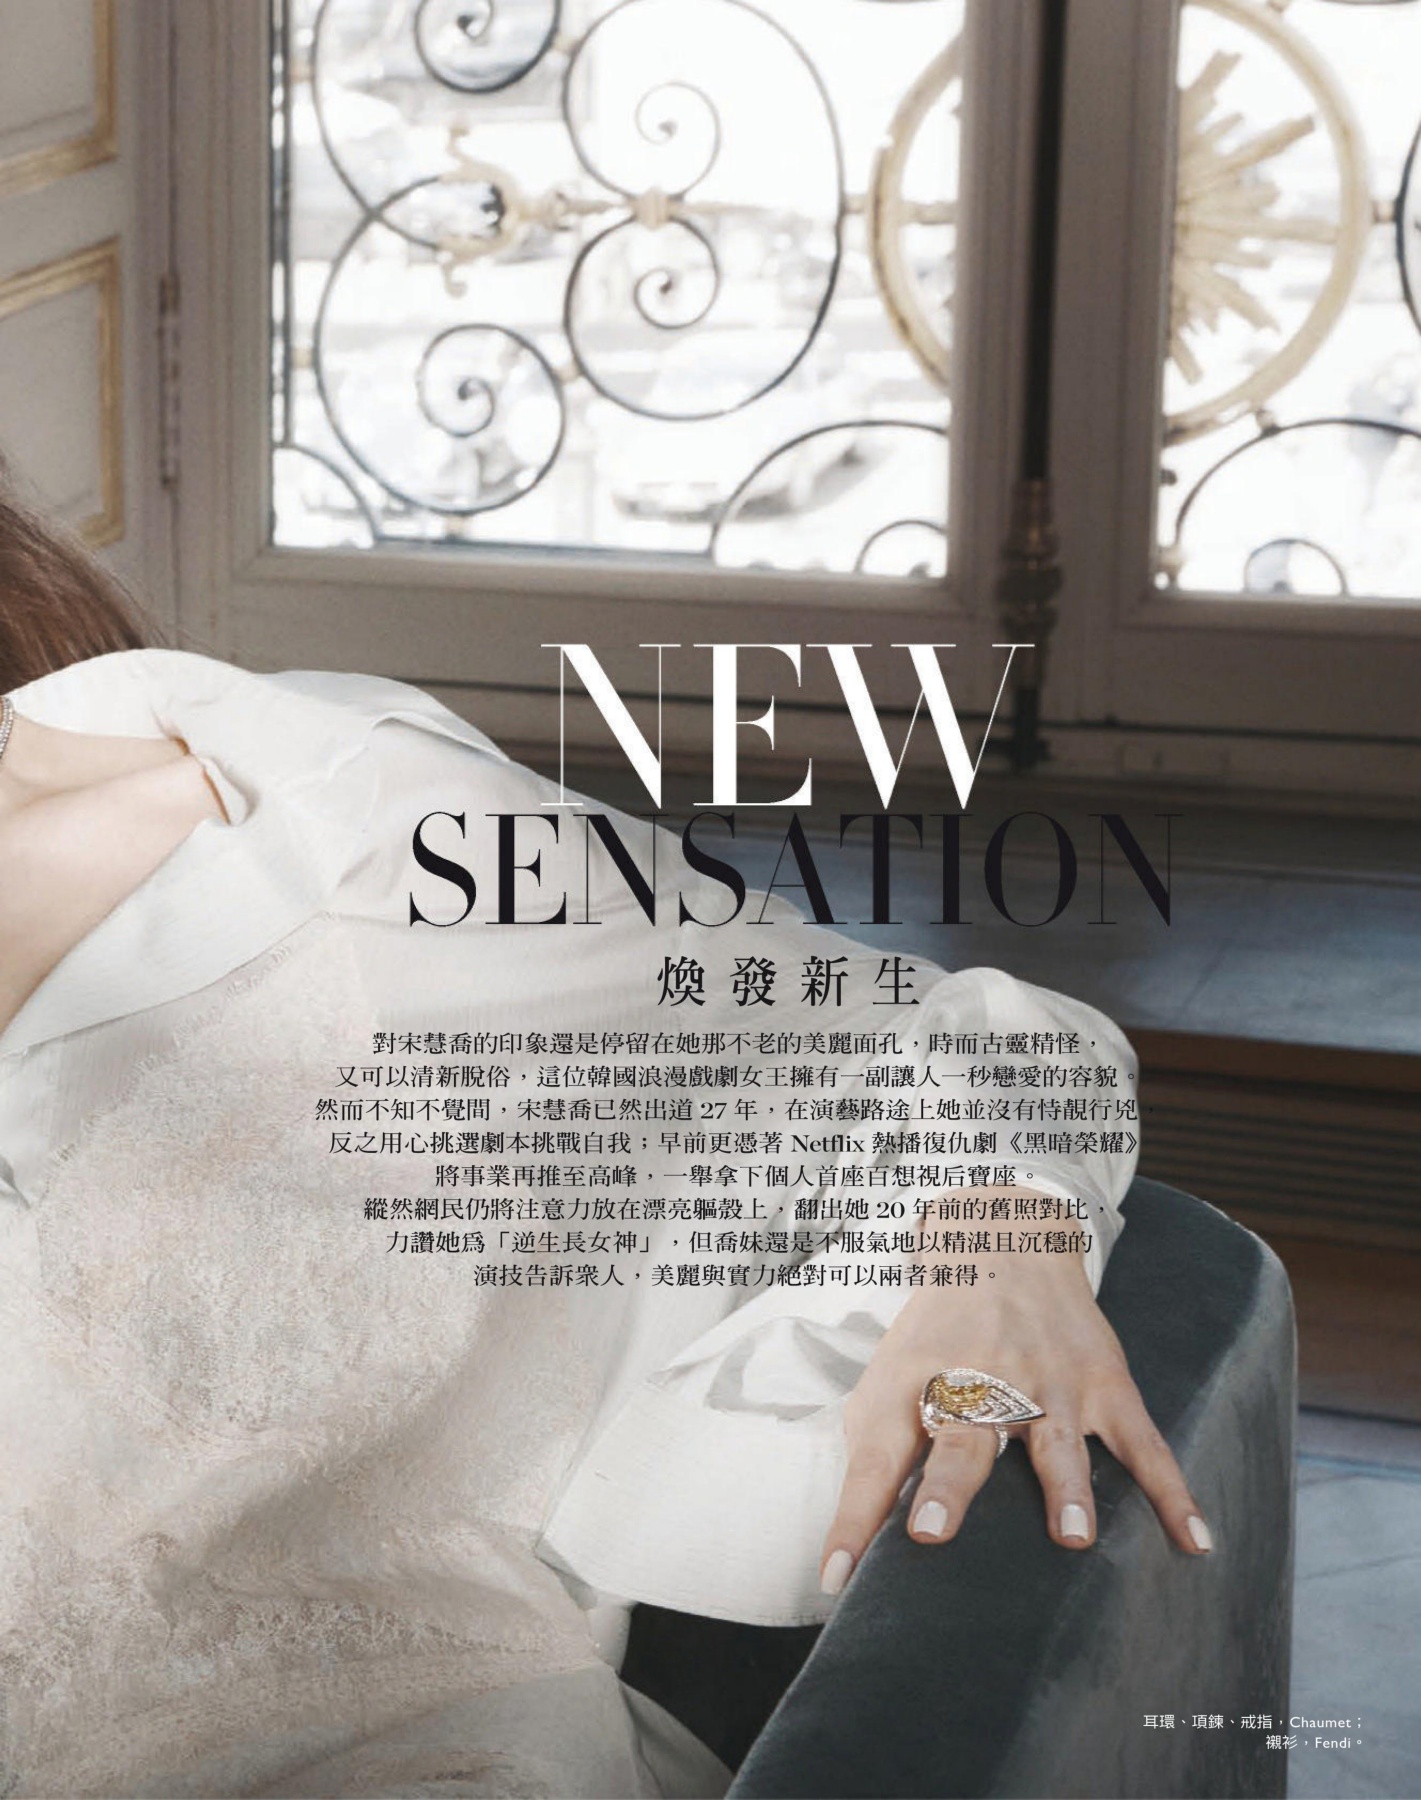 NEW
SENSATION
煥發新生
對宋慧喬的印象還是停留在她那不老的美麗面孔，時而古靈精怪，
又可以清新脫俗，這位韓國浪漫戲劇女王擁有一副讓人一秒戀愛的容貌。
然而不知不覺間，宋慧喬已然出道 27 年，在演藝路途上她並沒有恃靚行兇，
反之用心挑選劇本挑戰自我；早前更憑著 Netflix 熱播復仇劇《黑暗榮耀》
將事業再推至高峰，一舉拿下個人首座百想視后寶座。
縱然網民仍將注意力放在漂亮軀殼上，翻出她 20 年前的舊照對比，
力讚她為「逆生長女神」，但喬妹還是不服氣地以精湛且沉穩的
演技告訴眾人，美麗與實力絕對可以兩者兼得。
耳環、項鍊、戒指，Chaumet；
襯衫，Fendi。